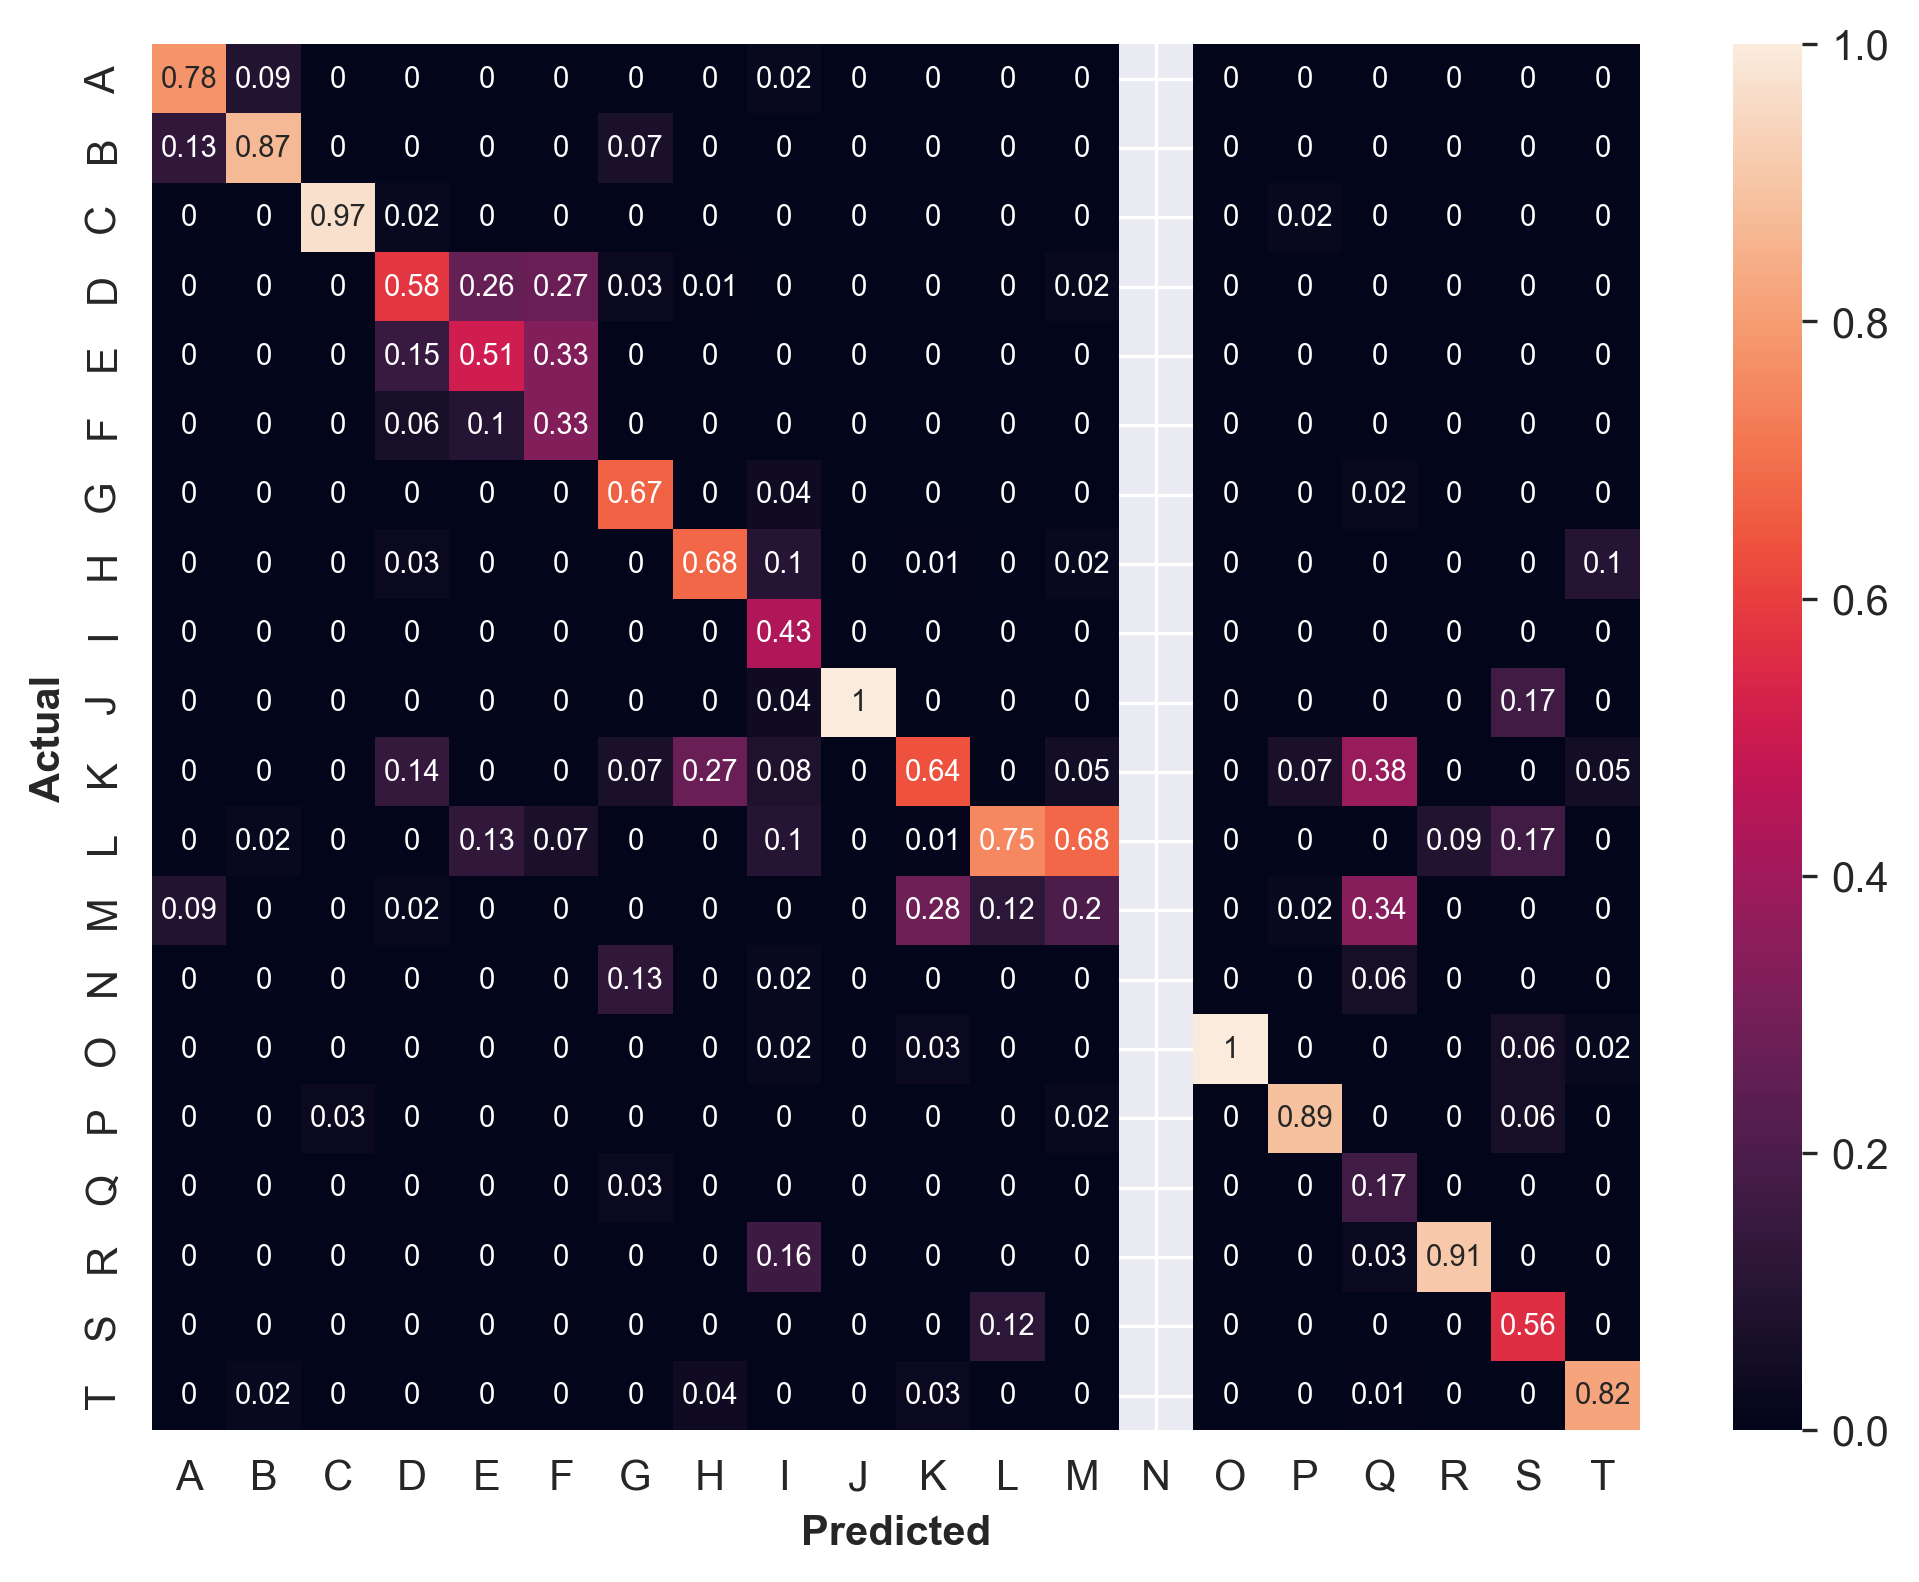 A 0.78 0.09 0 0 0 0 0 0 0.02 0 0 0 0 0 0 0 0 0 0
B 0.13 0.87 0 0 0 0 0.07 0 0 0 0 0 0 0 0 0 0 0 0
C 0 0 0.97 0.02 0 0 0 0 0 0 0 0 0 0 0.02 0 0 0 0
D 0 0 0 0.58 0.26 0.27 0.03 0.01 0 0 0 0 0.02 0 0 0 0 0 0
E 0 0 0 0.15 0.51 0.33 0 0 0 0 0 0 0 0 0 0 0 0 0
F 0 0 0 0.06 0.1 0.33 0 0 0 0 0 0 0 0 0 0 0 0 0
G 0 0 0 0 0 0 0.67 0 0.04 0 0 0 0 0 0 0.02 0 0 0
H 0 0 0 0.03 0 0 0 0.68 0.1 0 0.01 0 0.02 0 0 0 0 0 0.1
I 0 0 0 0 0 0 0 0 0.43 0 0 0 0 0 0 0 0 0 0
J 0 0 0 0 0 0 0 0 0.04 1 0 0 0 0 0 0 0 0.17 0
K 0 0 0 0.14 0 0 0.07 0.27 0.08 0 0.64 0 0.05 0 0.07 0.38 0 0 0.05
L 0 0.02 0 0 0.13 0.07 0 0 0.1 0 0.01 0.75 0.68 0 0 0 0.09 0.17 0
M 0.09 0 0 0.02 0 0 0 0 0 0 0.28 0.12 0.2 0 0.02 0.34 0 0 0
N 0 0 0 0 0 0 0.13 0 0.02 0 0 0 0 0 0 0.06 0 0 0
O 0 0 0 0 0 0 0 0 0.02 0 0.03 0 0 1 0 0 0 0.06 0.02
P 0 0 0.03 0 0 0 0 0 0 0 0 0 0.02 0 0.89 0 0 0.06 0
Q 0 0 0 0 0 0 0.03 0 0 0 0 0 0 0 0 0.17 0 0 0
R 0 0 0 0 0 0 0 0 0.16 0 0 0 0 0 0 0.03 0.91 0 0
S 0 0 0 0 0 0 0 0 0 0 0 0.12 0 0 0 0 0 0.56 0
T 0 0.02 0 0 0 0 0 0.04 0 0 0.03 0 0 0 0 0.01 0 0 0.82
A B C D E F G H I J K L M N O P Q R S T
Predicted
Actual
1.0
0.8
0.6
0.4
0.2
0.0